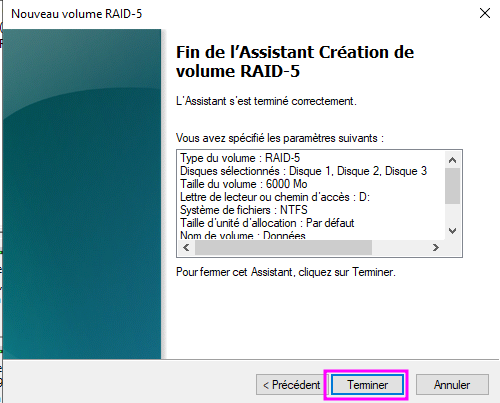 Nouveau volume RAID-5
Fin de l'Assistant Création de
volume RAID-5
L'Assistant s'est terminé correctement.
Vous avez spécifié les paramètres suivants :
Type du volume : RAID-5
Disques sélectionnés : Disque 1, Disque 2, Disque 3
Taille du volume : 6000 Mo
Lettre de lecteur ou chemin d'accès : D:
Système de fichiers : NTFS
Taille d'unité d'allocation : Par défaut
Nom de volume : Données
Pour fermer cet Assistant, cliquez sur Terminer.
< Précédent
Terminer
Annuler